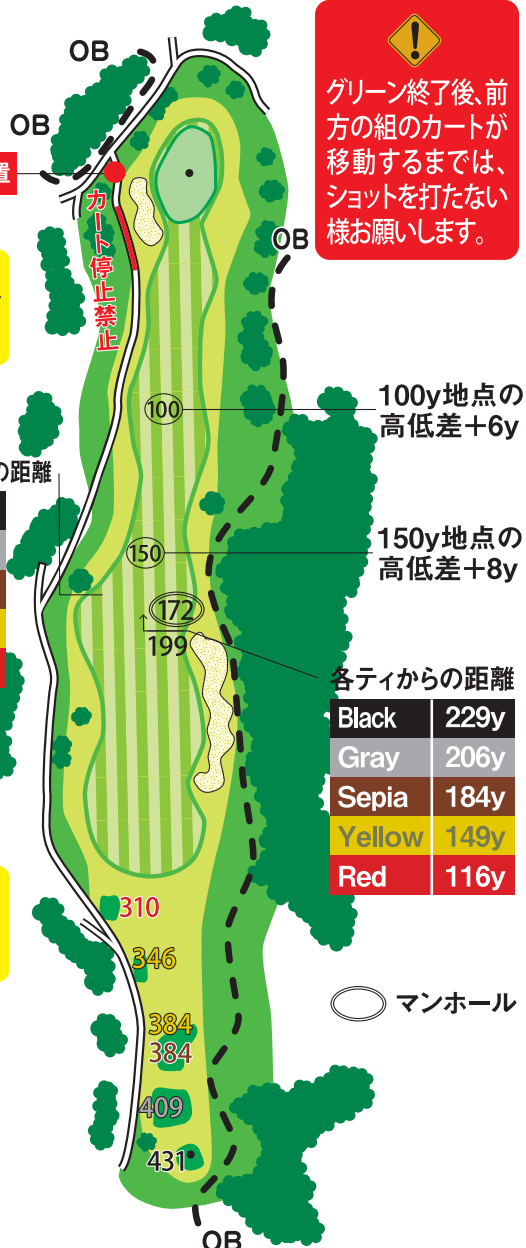 OB
OB
グリーン終了後、前
方の組のカートが
移動するまでは、
ショットを打たない
様お願いします。
置
カート停止禁止
OB
100
100y地点の
高低差+6y
の距離
150
150y地点の
高低差+8y
172
199
各ティからの距離
Black 229y
Gray 206y
Sepia 184y
Yellow 149y
Red 116y
310
346
マンホール
384
384
409
431
OB